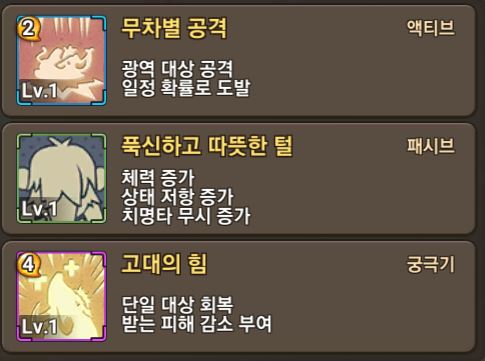 2
무차별 공격
액티브
광역 대상 공격
일정 확률로 도발
Lv.1
푹신하고 따뜻한 털
패시브
체력 증가
상태 저항 증가
치명타 무시 증가
Lv.1
4
고대의 힘
궁극기
단일 대상 회복
받는 피해 감소 부여
Lv.1